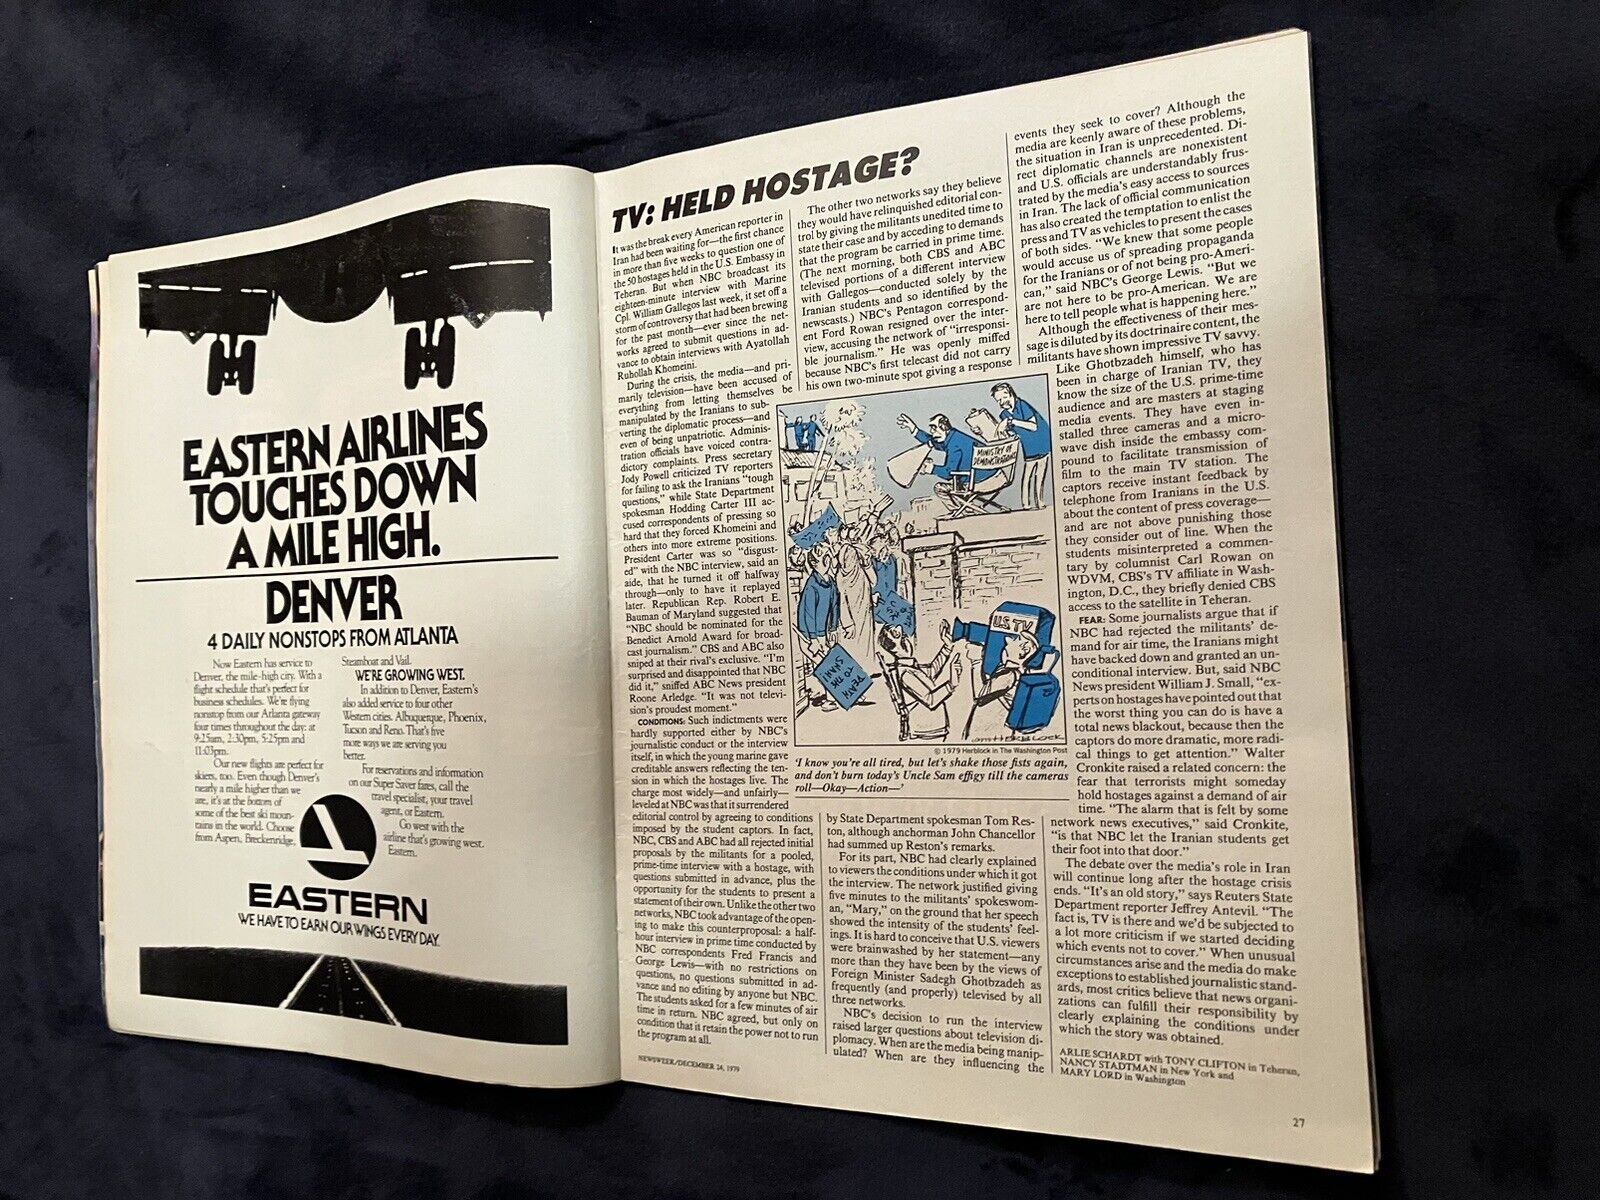 EASTERN AIRLINES
TOUCHES DOWN
A MILE HIGH.
DENVER
4 DAILY NONSTOPS FROM ATLANTA
Now Eastern has service to
Denver, the mile-high city. With a
flight schedule that's perfect for
business schedules. We're flying
nonstop from our Atlanta gateway
four times throughout the day: at
9:25am, 2:30pm, 5:25pm and
11:03pm.
Our new flights are perfect for
skiers, too. Even though Denver's
nearly a mile higher than we
are, it's at the bottom of
some of the best ski moun-
tains in the world. Choose
from Aspen, Breckenridge,
Steamboat and Vail.
WE'RE GROWING WEST.
In addition to Denver, Eastern's
also added service to four other
Western cities. Albuquerque, Phoenix,
Tucson and Reno. That's five
more ways we are serving you
better.
For reservations and information
on our Super Saver fares, call the
travel specialist, your travel
agent, or Eastern.
Go west with the
airline that's growing west.
Eastern.
EASTERN
WE HAVE TO EARN OUR WINGS EVERY DAY.
TV: HELD HOSTAGE?
It was the break every American reporter in
Iran had been waiting for—the first chance
in more than five weeks to question one of
the 50 hostages held in the U.S. Embassy in
Teheran. But when NBC broadcast its
eighteen-minute interview with Marine
Cpl. William Gallegos last week, it set off a
storm of controversy that had been brewing
for the past month—ever since the net-
works agreed to submit questions in ad-
vance to obtain interviews with Ayatollah
Ruhollah Khomeini.
During the crisis, the media—and pri-
marily television—have been accused of
everything from letting themselves be
manipulated by the Iranians to sub-
verting the diplomatic process—and
even of being unpatriotic. Adminis-
tration officials have voiced contra-
dictory complaints. Press secretary
Jody Powell criticized TV reporters
for failing to ask the Iranians "tough
questions," while State Department
spokesman Hodding Carter III ac-
cused correspondents of pressing so
hard that they forced Khomeini and
others into more extreme positions.
President Carter was so "disgust-
ed" with the NBC interview, said an
aide, that he turned it off halfway
through—only to have it replayed
later. Republican Rep. Robert E.
Bauman of Maryland suggested that
"NBC should be nominated for the
Benedict Arnold Award for broad-
cast journalism." CBS and ABC also
sniped at their rival's exclusive. "I'm
surprised and disappointed that NBC
did it," sniffed ABC News president
Roone Arledge. "It was not televi-
sion's proudest moment."
CONDITIONS: Such indictments were
hardly supported either by NBC's
journalistic conduct or the interview
itself, in which the young marine gave
creditable answers reflecting the ten-
sion in which the hostages live. The
charge most widely—and unfairly—
leveled at NBC was that it surrendered
editorial control by agreeing to conditions
imposed by the student captors. In fact,
NBC, CBS and ABC had all rejected initial
proposals by the militants for a pooled,
prime-time interview with a hostage, with
questions submitted in advance, plus the
opportunity for the students to present a
statement of their own. Unlike the other two
networks, NBC took advantage of the open-
ing to make this counterproposal: a half-
hour interview in prime time conducted by
NBC correspondents Fred Francis and
George Lewis—with no restrictions on
questions, no questions submitted in ad-
vance and no editing by anyone but NBC.
The students asked for a few minutes of air
time in return. NBC agreed, but only on
condition that it retain the power not to run
the program at all.
The other two networks say they believe
they would have relinquished editorial con-
trol by giving the militants unedited time to
state their case and by acceding to demands
that the program be carried in prime time.
(The next morning, both CBS and ABC
televised portions of a different interview
with Gallegos—conducted solely by the
Iranian students and so identified by the
newscasts.) NBC's Pentagon correspond-
ent Ford Rowan resigned over the inter-
view, accusing the network of "irresponsi-
ble journalism." He was openly miffed
because NBC's first telecast did not carry
his own two-minute spot giving a response
MINISTRY OF
DEMONSTRATIONS
U.S. TV
DEATH
TO THE
SHAH
HERBLOCK
© 1979 Herblock in The Washington Post
'I know you're all tired, but let's shake those fists again,
and don't burn today's Uncle Sam effigy till the cameras
roll—Okay—Action—'
by State Department spokesman Tom Res-
ton, although anchorman John Chancellor
had summed up Reston's remarks.
For its part, NBC had clearly explained
to viewers the conditions under which it got
the interview. The network justified giving
five minutes to the militants' spokeswom-
an, "Mary," on the ground that her speech
showed the intensity of the students' feel-
ings. It is hard to conceive that U.S. viewers
were brainwashed by her statement—any
more than they have been by the views of
Foreign Minister Sadegh Ghotbzadeh as
frequently (and properly) televised by all
three networks.
NBC's decision to run the interview
raised larger questions about television di-
plomacy. When are the media being manip-
ulated? When are they influencing the
events they seek to cover? Although the
media are keenly aware of these problems,
the situation in Iran is unprecedented. Di-
rect diplomatic channels are nonexistent
and U.S. officials are understandably frus-
trated by the media's easy access to sources
in Iran. The lack of official communication
has also created the temptation to enlist the
press and TV as vehicles to present the cases
of both sides. "We knew that some people
would accuse us of spreading propaganda
for the Iranians or of not being pro-Ameri-
can," said NBC's George Lewis. "But we
are not here to be pro-American. We are
here to tell people what is happening here."
Although the effectiveness of their mes-
sage is diluted by its doctrinaire content, the
militants have shown impressive TV savvy.
Like Ghotbzadeh himself, who has
been in charge of Iranian TV, they
know the size of the U.S. prime-time
audience and are masters at staging
media events. They have even in-
stalled three cameras and a micro-
wave dish inside the embassy com-
pound to facilitate transmission of
film to the main TV station. The
captors receive instant feedback by
telephone from Iranians in the U.S.
about the content of press coverage—
and are not above punishing those
they consider out of line. When the
students misinterpreted a commen-
tary by columnist Carl Rowan on
WDVM, CBS's TV affiliate in Wash-
ington, D.C., they briefly denied CBS
access to the satellite in Teheran.
FEAR: Some journalists argue that if
NBC had rejected the militants' de-
mand for air time, the Iranians might
have backed down and granted an un-
conditional interview. But, said NBC
News president William J. Small, "ex-
perts on hostages have pointed out that
the worst thing you can do is have a
total news blackout, because then the
captors do more dramatic, more radi-
cal things to get attention." Walter
Cronkite raised a related concern: the
fear that terrorists might someday
hold hostages against a demand of air
time. "The alarm that is felt by some
network news executives," said Cronkite,
"is that NBC let the Iranian students get
their foot into that door."
The debate over the media's role in Iran
will continue long after the hostage crisis
ends. "It's an old story," says Reuters State
Department reporter Jeffrey Antevil. "The
fact is, TV is there and we'd be subjected to
a lot more criticism if we started deciding
which events not to cover." When unusual
circumstances arise and the media do make
exceptions to established journalistic stand-
ards, most critics believe that news organi-
zations can fulfill their responsibility by
clearly explaining the conditions under
which the story was obtained.
ARLIE SCHARDT with TONY CLIFTON in Teheran,
NANCY STADTMAN in New York and
MARY LORD in Washington
NEWSWEEK/DECEMBER 24, 1979
27